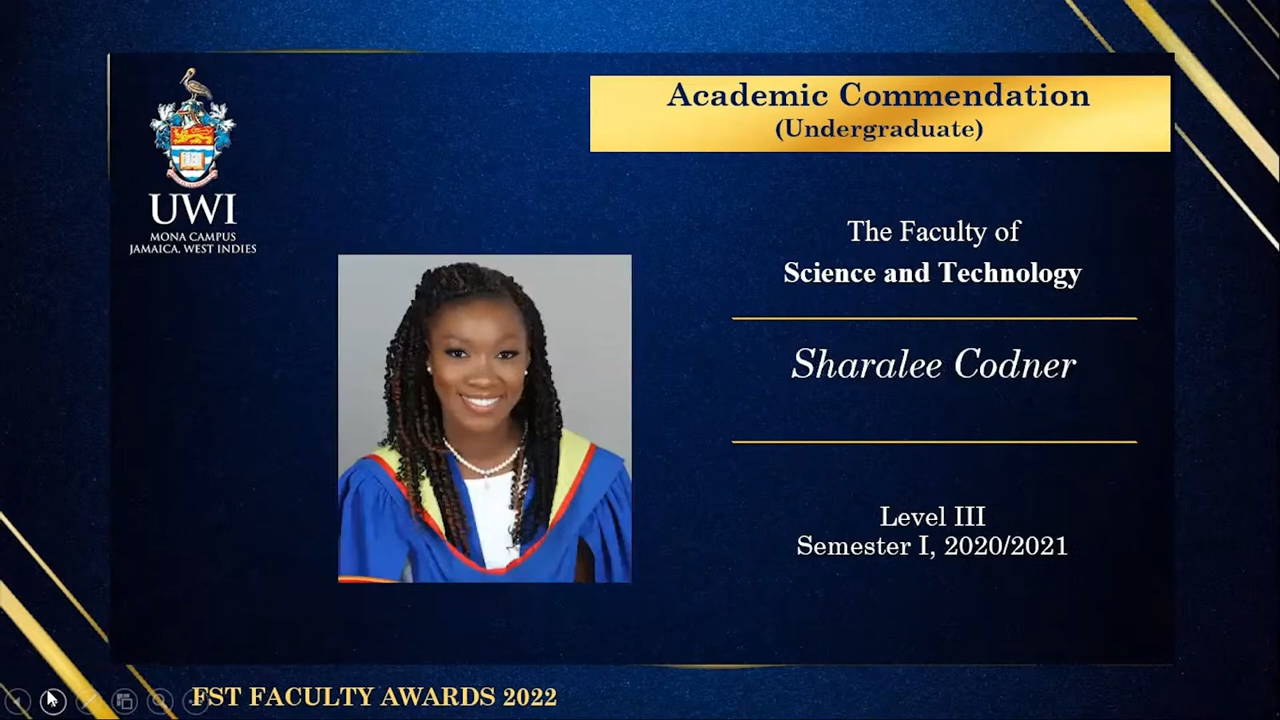 UWI
MONA CAMPUS
JAMAICA, WEST INDIES
Academic Commendation
(Undergraduate)
The Faculty of
Science and Technology
Sharalee Codner
Level III
Semester I, 2020/2021
FST FACULTY AWARDS 2022